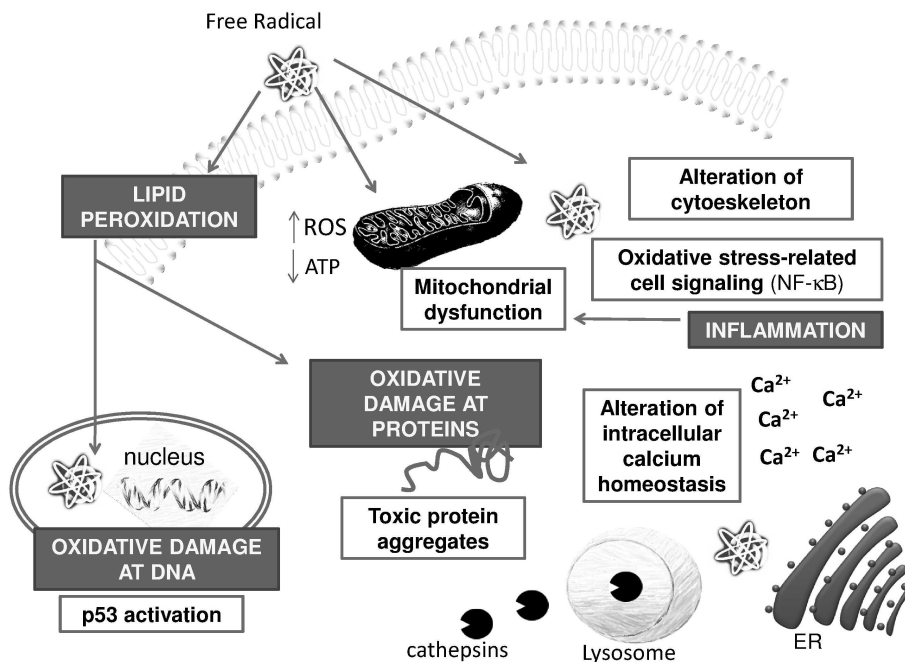 Free Radical
LIPID
PEROXIDATION
↑ ROS
↓ ATP
Mitochondrial
dysfunction
Alteration of
cytoeskeleton
Oxidative stress-related
cell signaling (NF-κB)
INFLAMMATION
OXIDATIVE
DAMAGE AT
PROTEINS
Toxic protein
aggregates
Alteration of
intracellular
calcium
homeostasis
Ca²⁺
Ca²⁺
Ca²⁺
Ca²⁺ Ca²⁺
nucleus
OXIDATIVE DAMAGE
AT DNA
p53 activation
cathepsins
Lysosome
ER